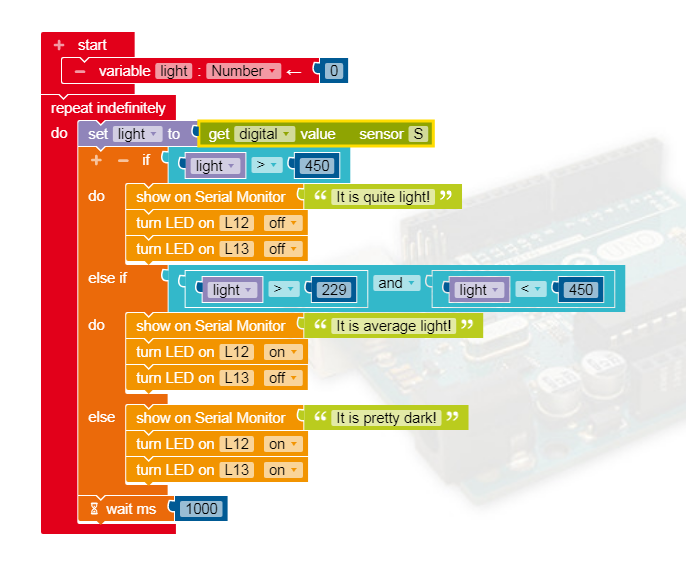 + start
− variable light : Number ▾ ← 0
repeat indefinitely
do set light ▾ to get digital ▾ value sensor S
+ − if light ▾ > ▾ 450
do show on Serial Monitor “ It is quite light! ”
turn LED on L12 off ▾
turn LED on L13 off ▾
else if light ▾ > ▾ 229 and ▾ light ▾ < ▾ 450
do show on Serial Monitor “ It is average light! ”
turn LED on L12 on ▾
turn LED on L13 off ▾
else show on Serial Monitor “ It is pretty dark! ”
turn LED on L12 on ▾
turn LED on L13 on ▾
wait ms 1000